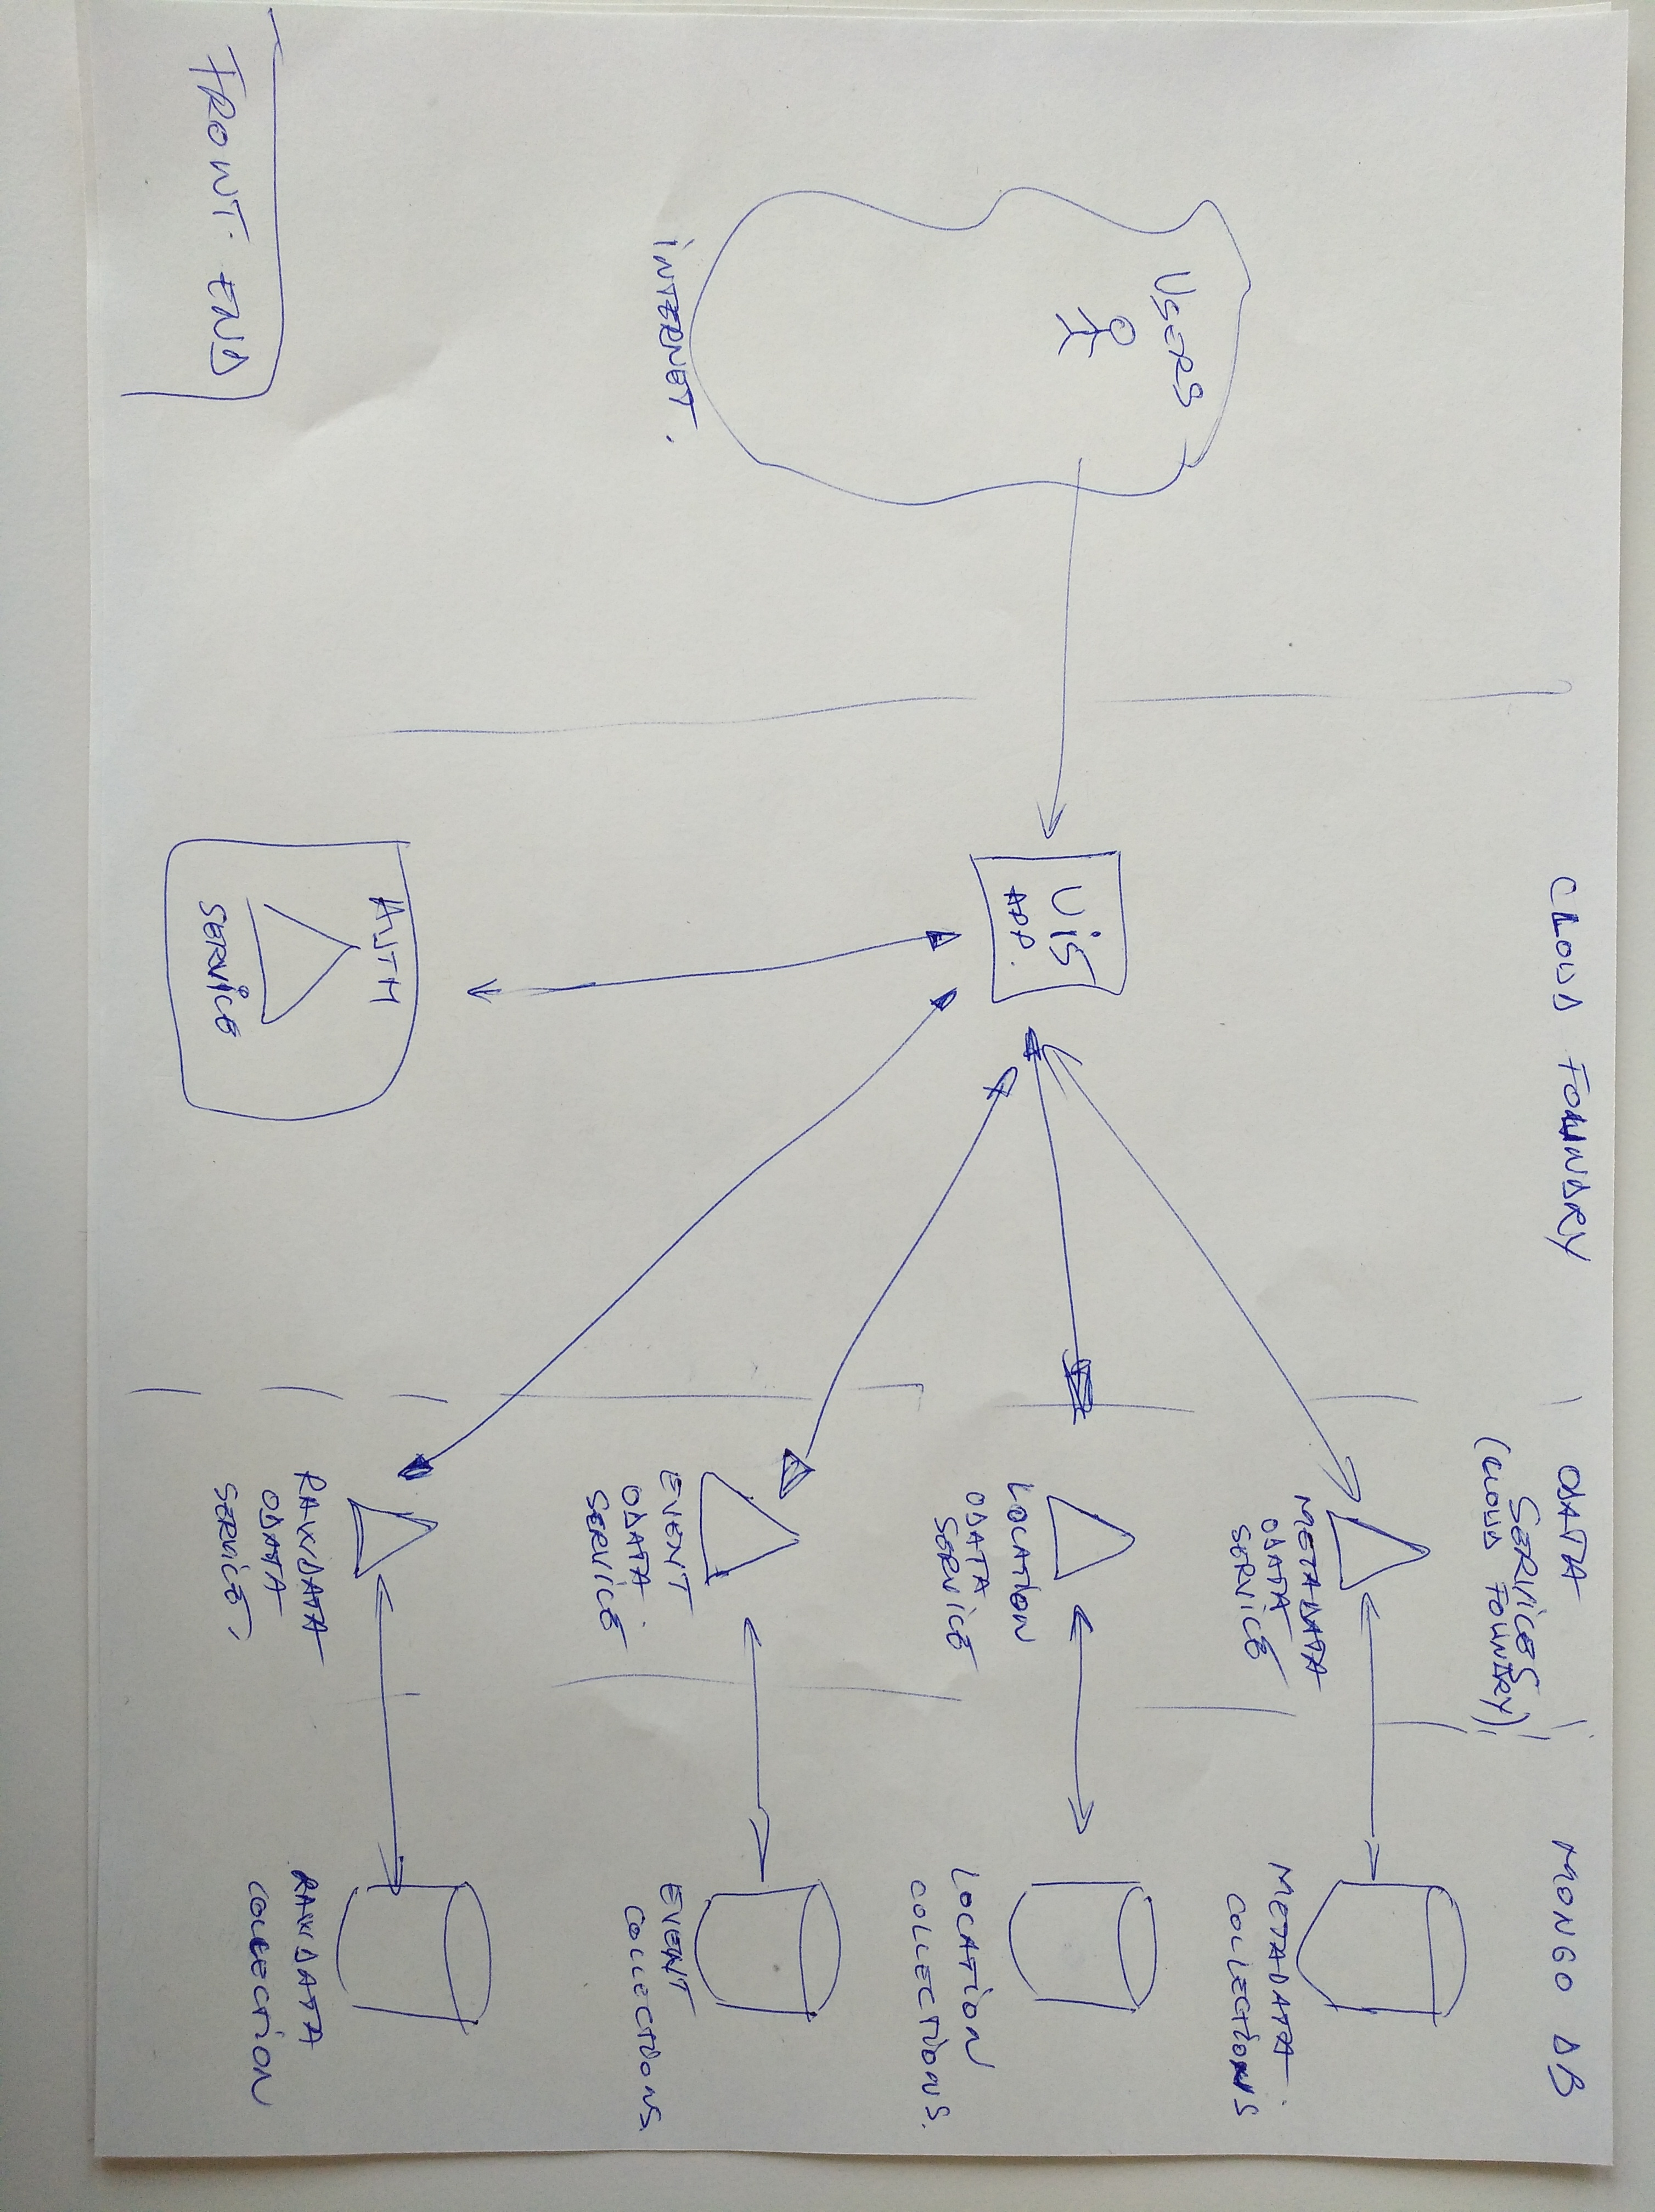 CLOUD FOUNDRY
ODATA
SERVICES
(CLOUD FOUNDRY)
MONGO DB
USERS
INTERNET.
ViS
APP.
METADATA
ODATA
SERVICE
METADATA
COLLECTIONS
LOCATION
ODATA
SERVICE
LOCATION
COLLECTIONS.
EVENT
ODATA.
SERVICE
EVENT
COLLECTIONS
AUTH
SERVICE
RAWDATA
ODATA
SERVICE,
RAWDATA
COLLECTION
FRONT-END